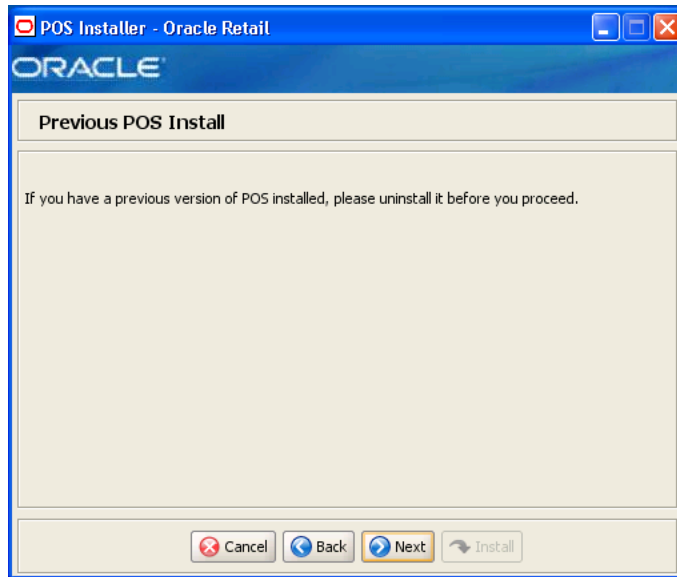 POS Installer - Oracle Retail
ORACLE
Previous POS Install
If you have a previous version of POS installed, please uninstall it before you proceed.
Cancel
Back
Next
Install